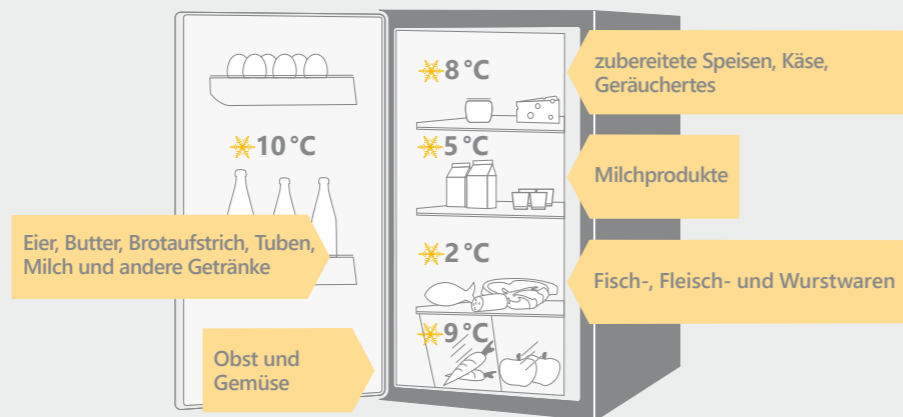 8 °C
zubereitete Speisen, Käse,
Geräuchertes
10 °C
5 °C
Milchprodukte
Eier, Butter, Brotaufstrich, Tuben,
Milch und andere Getränke
2 °C
Fisch-, Fleisch- und Wurstwaren
9 °C
Obst und
Gemüse